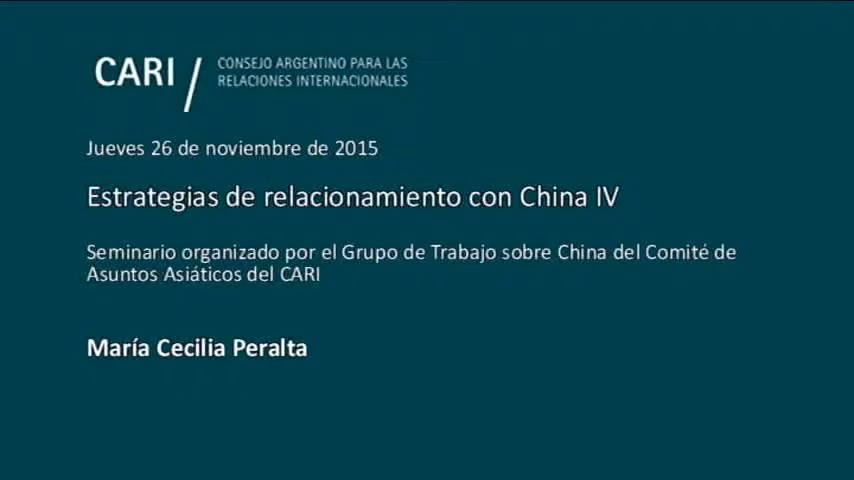 CARI /
CONSEJO ARGENTINO PARA LAS
RELACIONES INTERNACIONALES
Jueves 26 de noviembre de 2015
Estrategias de relacionamiento con China IV
Seminario organizado por el Grupo de Trabajo sobre China del Comité de
Asuntos Asiáticos del CARI
María Cecilia Peralta